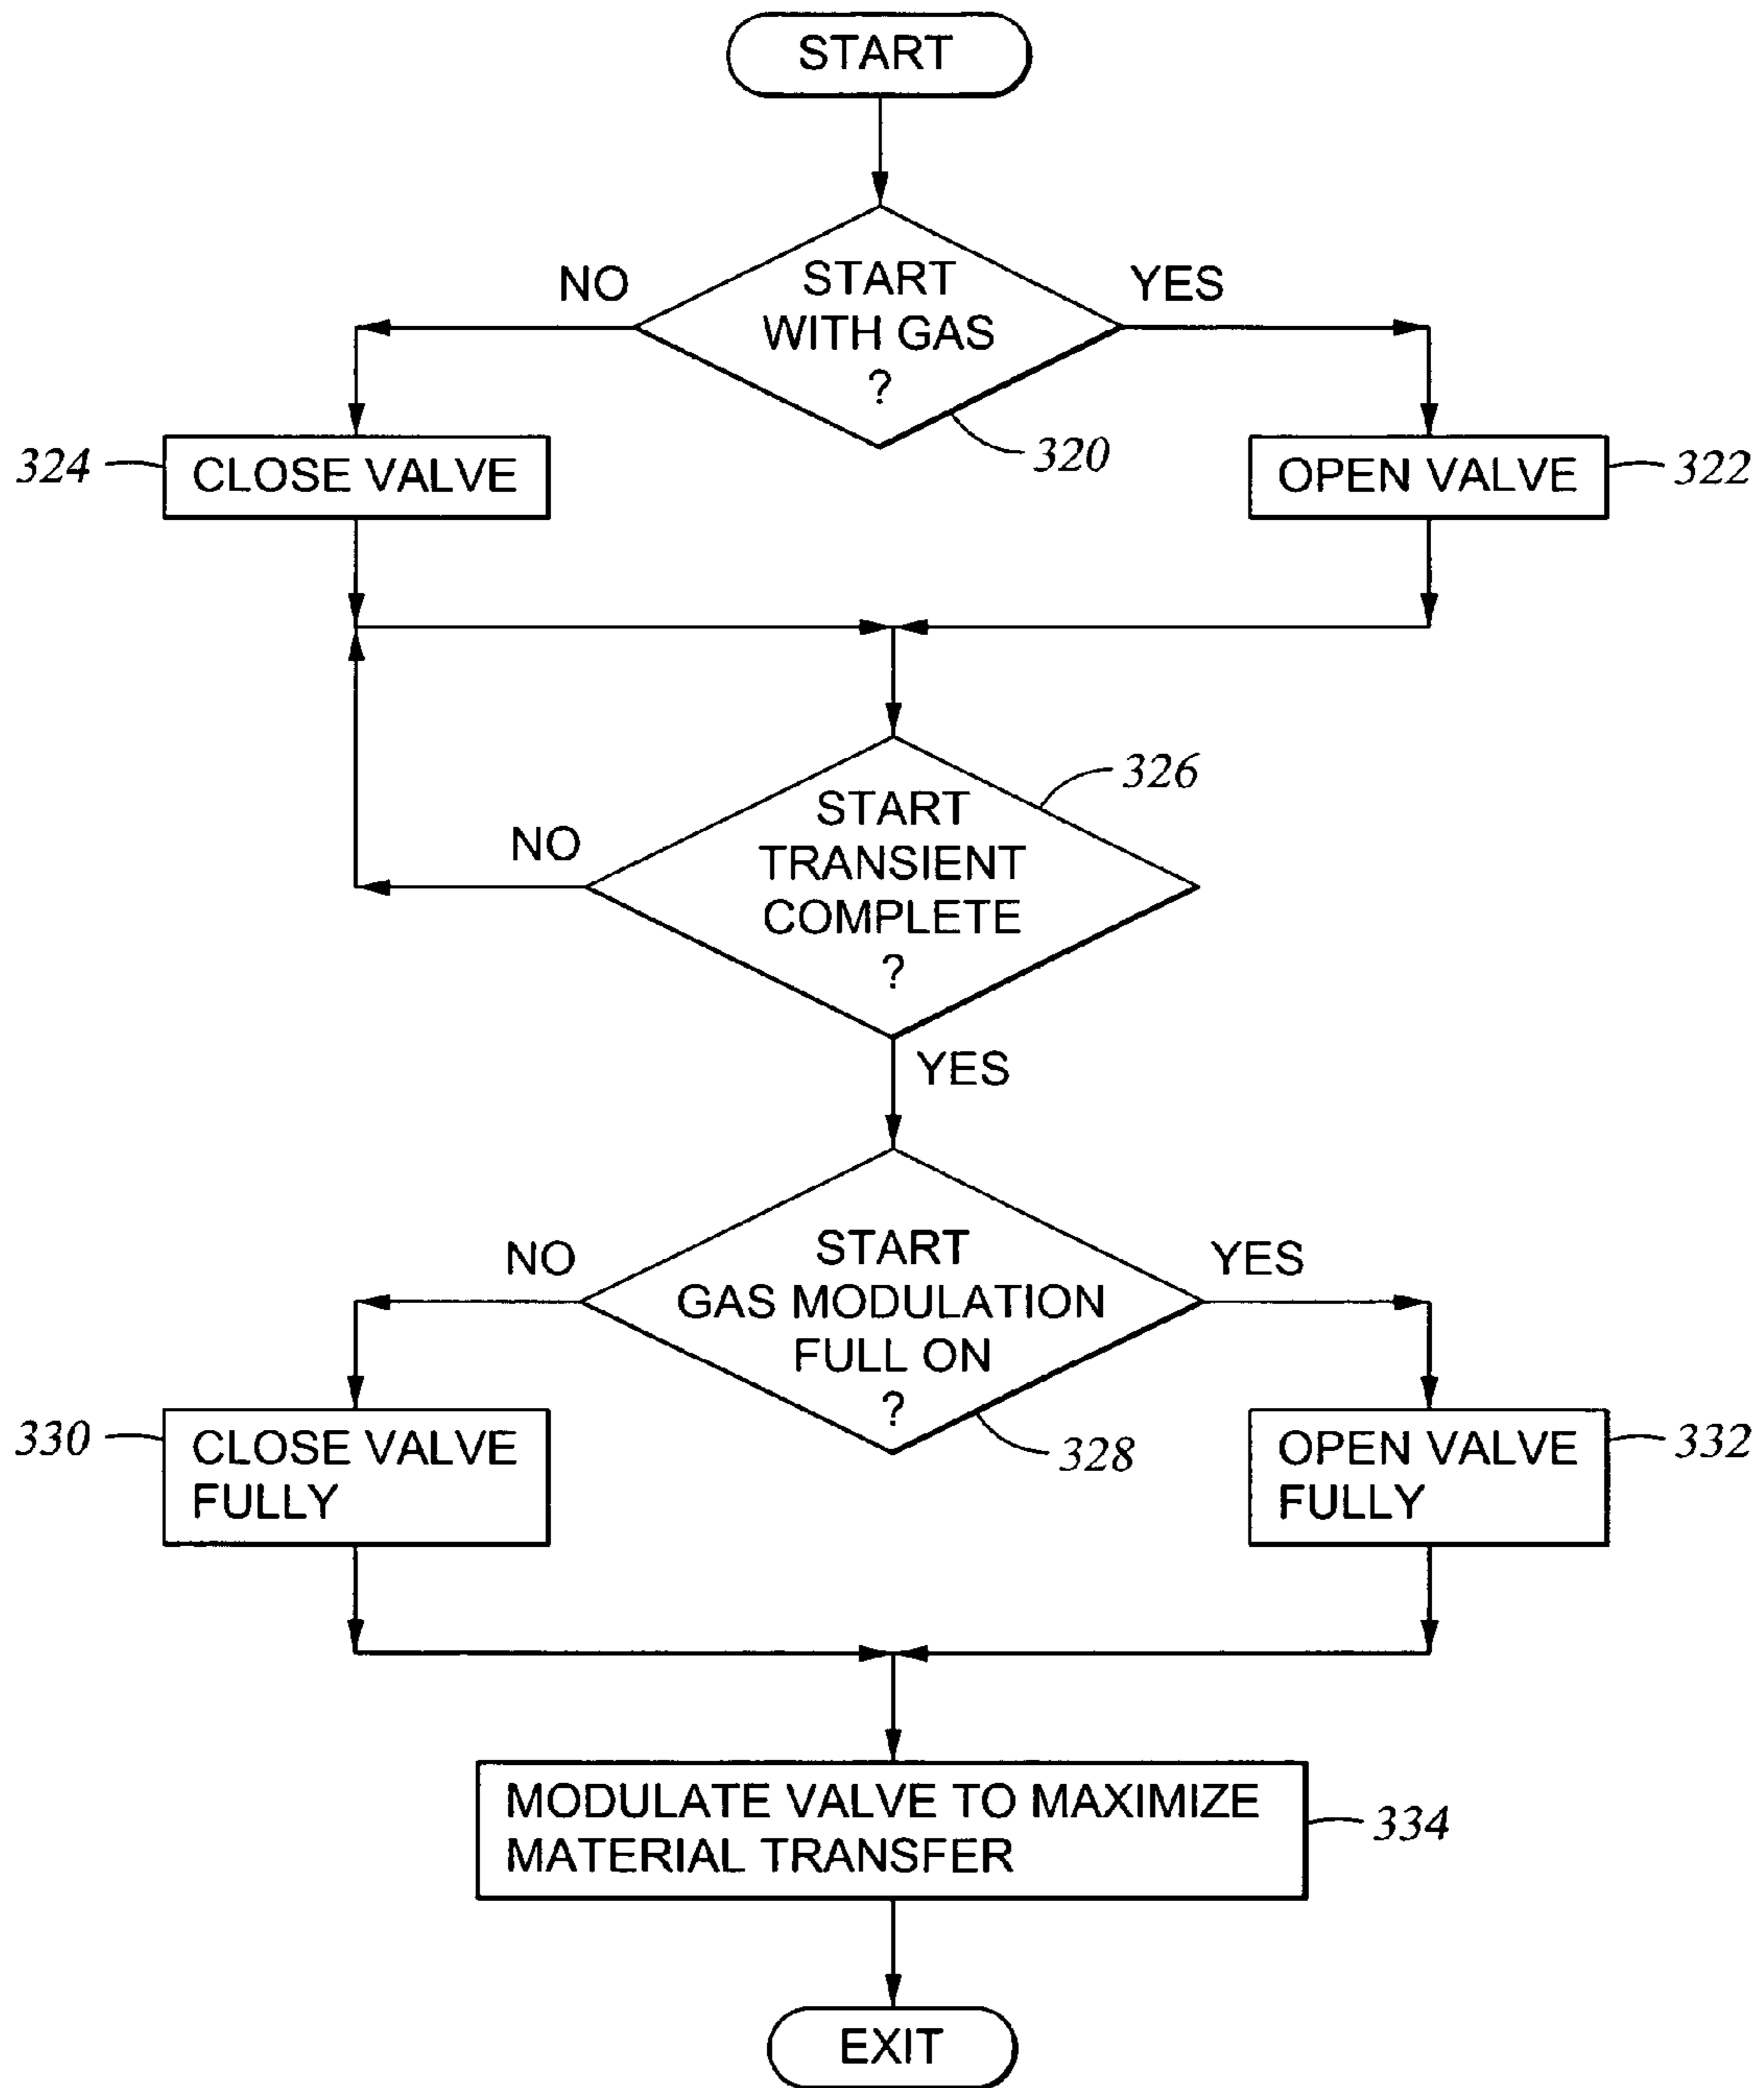 START
NO
START
WITH GAS
?
YES
320
324
CLOSE VALVE
OPEN VALVE
322
326
NO
START
TRANSIENT
COMPLETE
?
YES
NO
START
GAS MODULATION
FULL ON
?
YES
328
330
CLOSE VALVE
FULLY
OPEN VALVE
FULLY
332
MODULATE VALVE TO MAXIMIZE
MATERIAL TRANSFER
334
EXIT